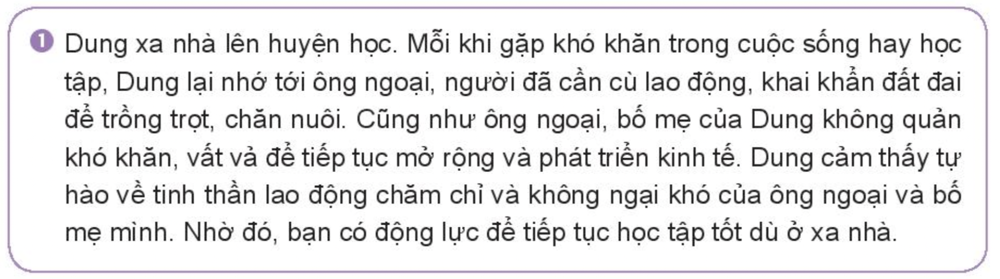 1 Dung xa nhà lên huyện học. Mỗi khi gặp khó khăn trong cuộc sống hay học
tập, Dung lại nhớ tới ông ngoại, người đã cần cù lao động, khai khẩn đất đai
để trồng trọt, chăn nuôi. Cũng như ông ngoại, bố mẹ của Dung không quản
khó khăn, vất vả để tiếp tục mở rộng và phát triển kinh tế. Dung cảm thấy tự
hào về tinh thần lao động chăm chỉ và không ngại khó của ông ngoại và bố
mẹ mình. Nhờ đó, bạn có động lực để tiếp tục học tập tốt dù ở xa nhà.